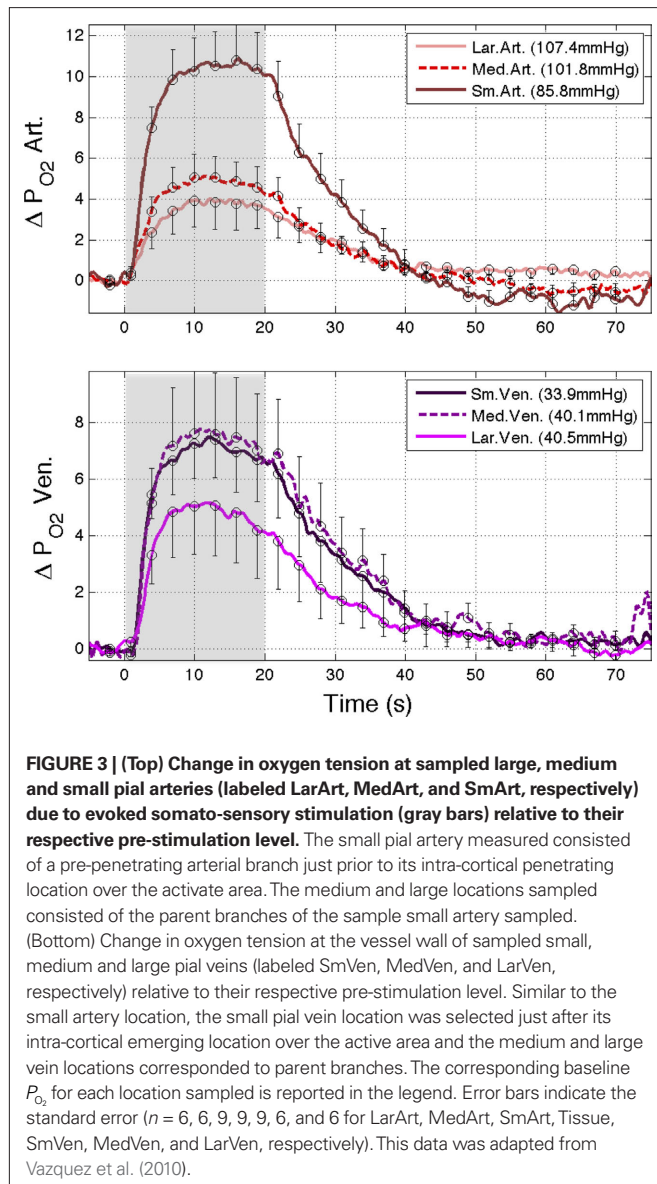 12
10
8
6
4
2
0
Δ P_O2 Art.
Lar.Art. (107.4mmHg)
Med.Art. (101.8mmHg)
Sm.Art. (85.8mmHg)
0 10 20 30 40 50 60 70
8
6
4
2
0
Δ P_O2 Ven.
Sm.Ven. (33.9mmHg)
Med.Ven. (40.1mmHg)
Lar.Ven. (40.5mmHg)
0 10 20 30 40 50 60 70
Time (s)
FIGURE 3 | (Top) Change in oxygen tension at sampled large, medium
and small pial arteries (labeled LarArt, MedArt, and SmArt, respectively)
due to evoked somato-sensory stimulation (gray bars) relative to their
respective pre-stimulation level. The small pial artery measured consisted
of a pre-penetrating arterial branch just prior to its intra-cortical penetrating
location over the activate area. The medium and large locations sampled
consisted of the parent branches of the sample small artery sampled.
(Bottom) Change in oxygen tension at the vessel wall of sampled small,
medium and large pial veins (labeled SmVen, MedVen, and LarVen,
respectively) relative to their respective pre-stimulation level. Similar to the
small artery location, the small pial vein location was selected just after its
intra-cortical emerging location over the active area and the medium and large
vein locations corresponded to parent branches. The corresponding baseline
P_O2 for each location sampled is reported in the legend. Error bars indicate the
standard error (n = 6, 6, 9, 9, 9, 6, and 6 for LarArt, MedArt, SmArt, Tissue,
SmVen, MedVen, and LarVen, respectively). This data was adapted from
Vazquez et al. (2010).